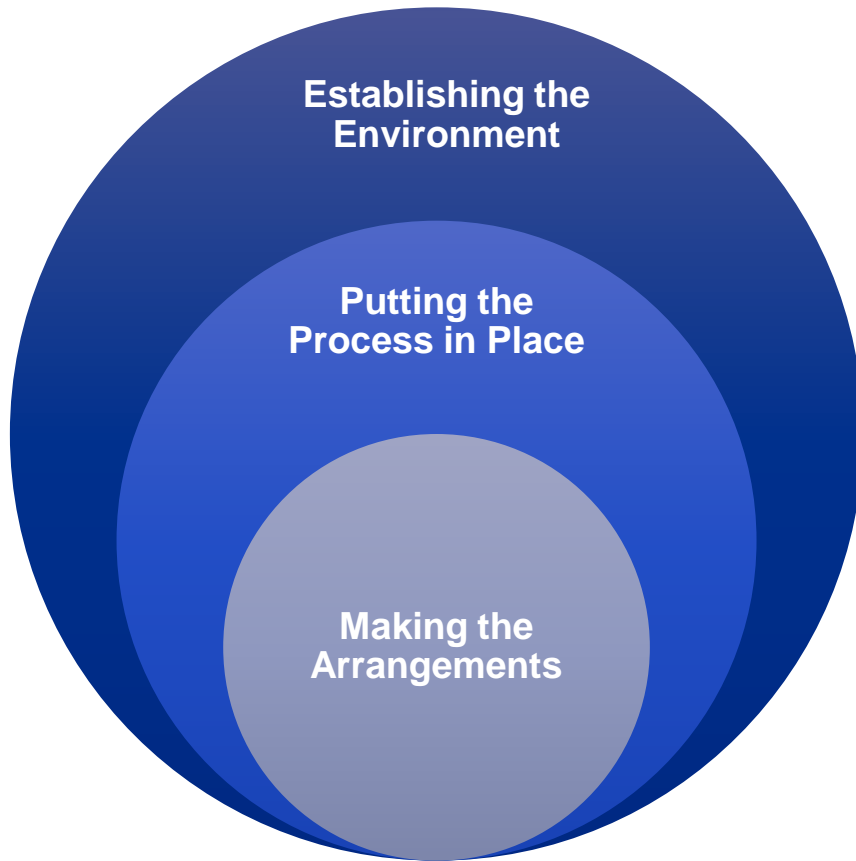 Establishing the
Environment
Putting the
Process in Place
Making the
Arrangements